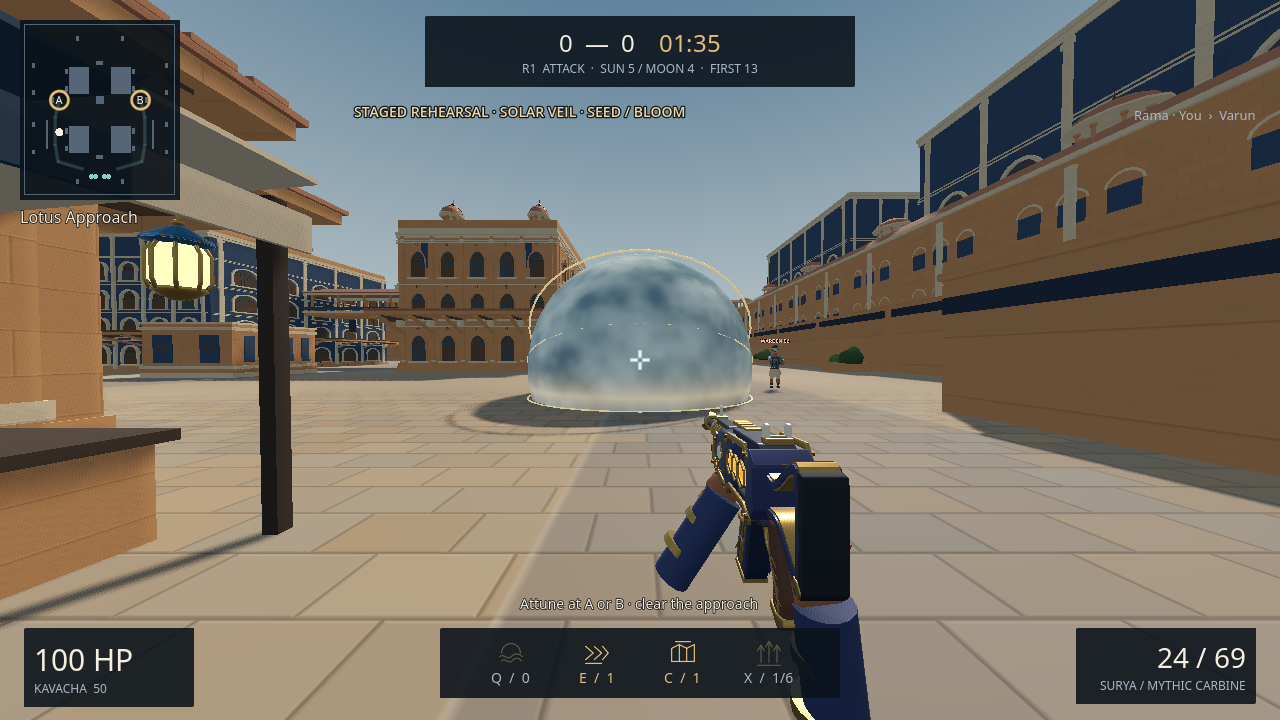 0 — 0 01:35
R1 ATTACK · SUN 5 / MOON 4 · FIRST 13
STAGED REHEARSAL · SOLAR VEIL · SEED / BLOOM
Rama · You › Varun
A
B
Lotus Approach
Attune at A or B · clear the approach
100 HP
KAVACHA 50
Q / 0
E / 1
C / 1
X / 1/6
24 / 69
SURYA / MYTHIC CARBINE